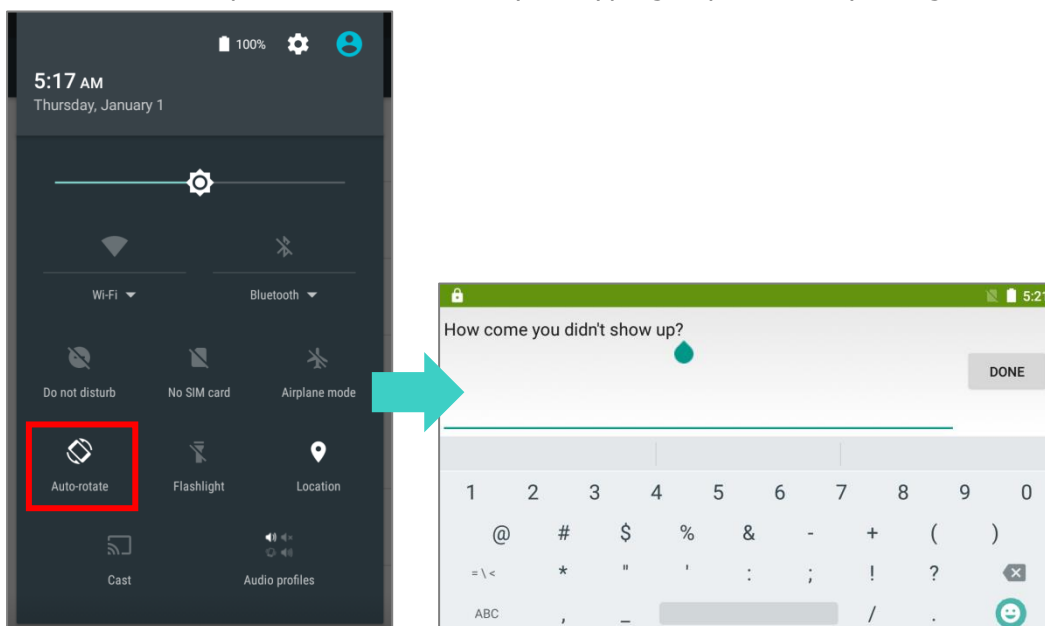 100%
5:17 AM
Thursday, January 1
Wi-Fi
Bluetooth
Do not disturb
No SIM card
Airplane mode
Auto-rotate
Flashlight
Location
Cast
Audio profiles
5:21
How come you didn't show up?
DONE
1 2 3 4 5 6 7 8 9 0
@ # $ % & - + ( )
= \ < * " ' : ; ! ?
ABC , _ / .